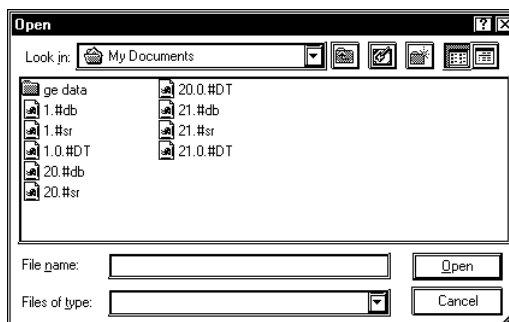 Open
Look in: My Documents
ge data
1.#db
1.#sr
1.0.#DT
20.#db
20.#sr
20.0.#DT
21.#db
21.#sr
21.0.#DT
File name:
Open
Files of type:
Cancel